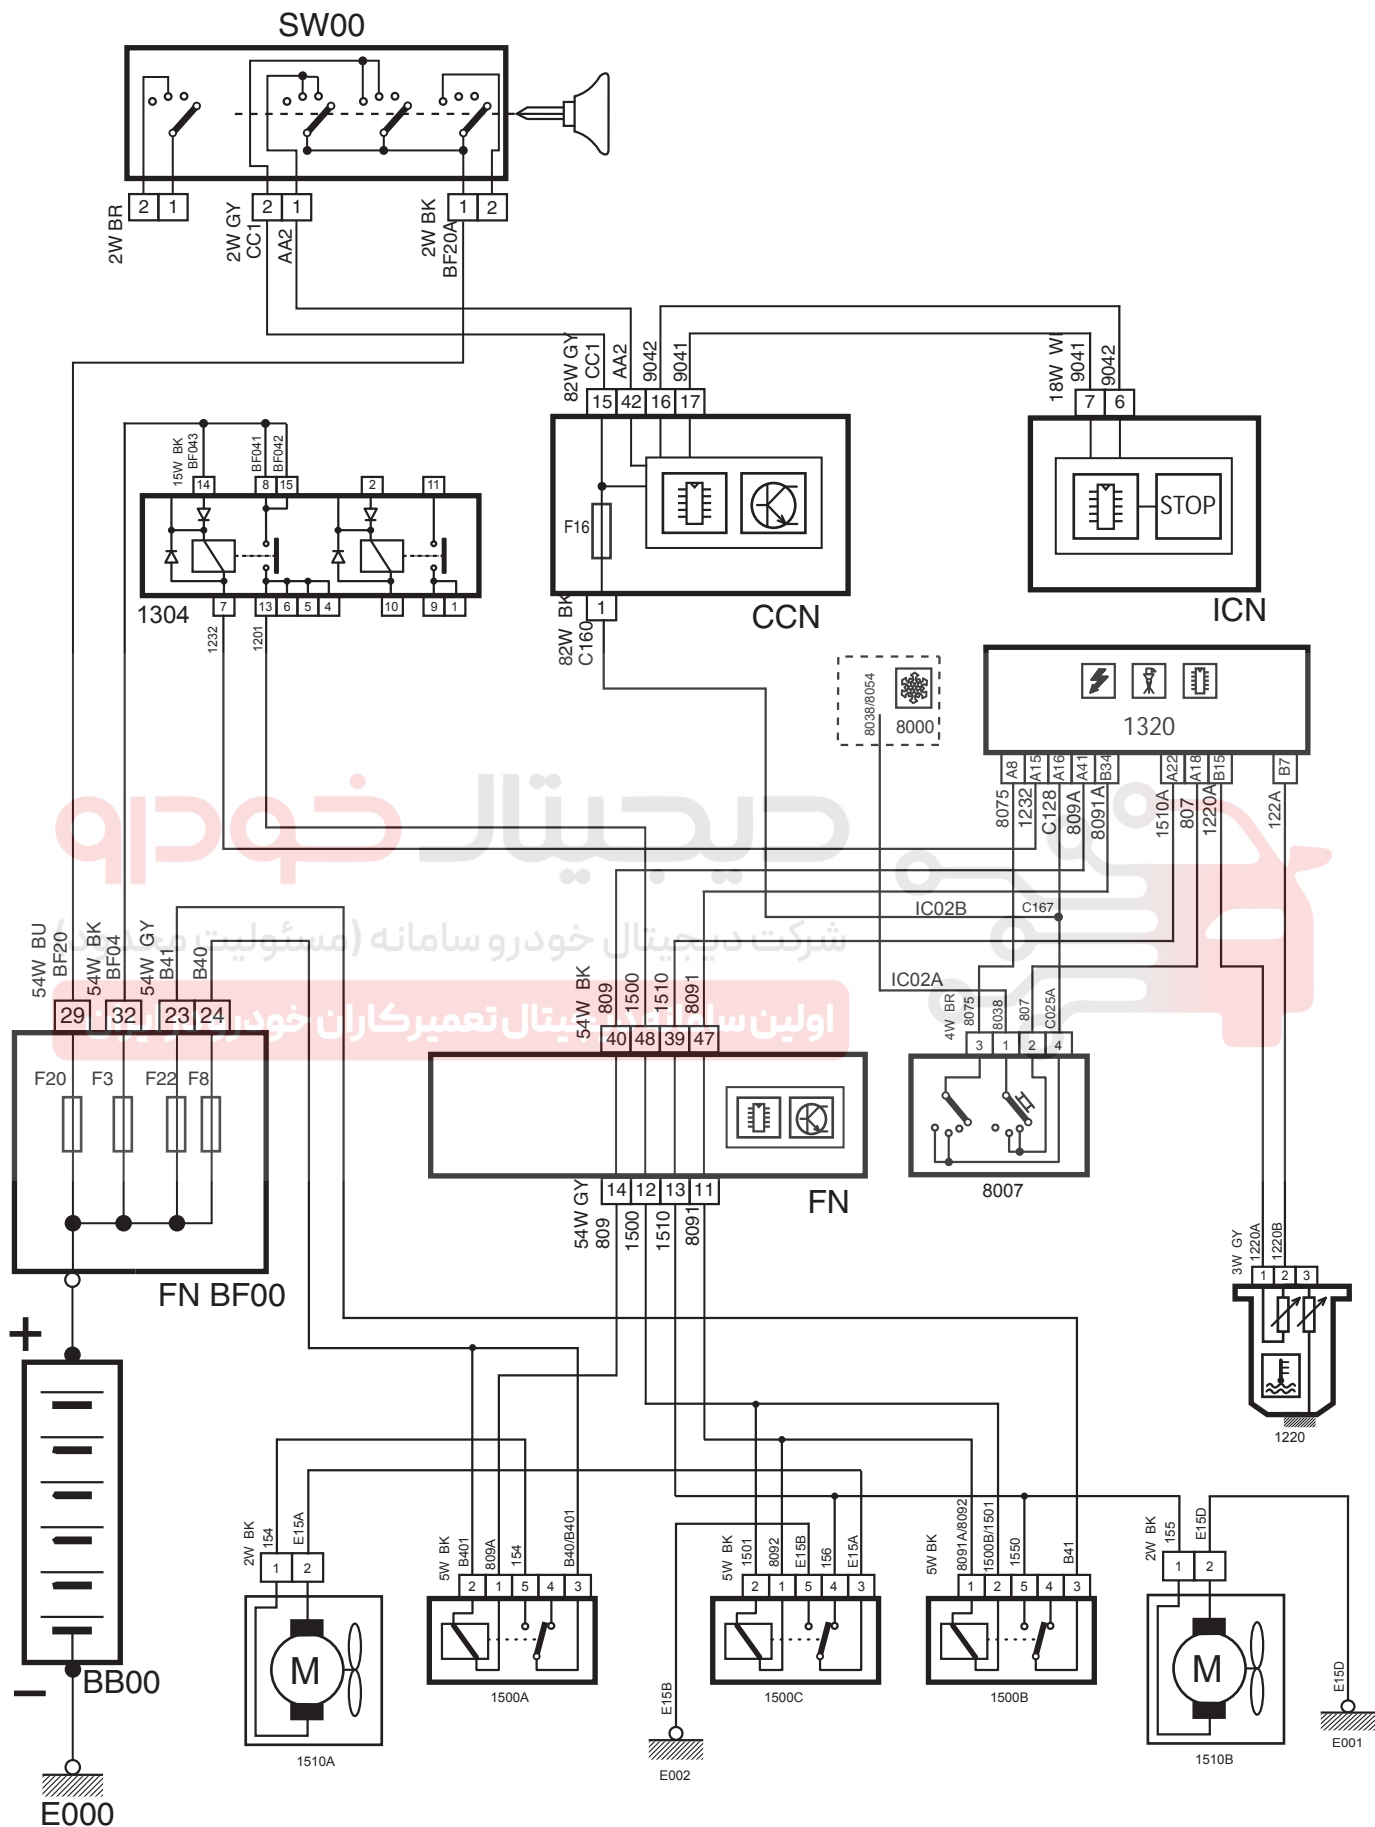 SW00
2 1
2 1
1 2
2W BR
2W GY
CC1
AA2
2W BK
BF20A
82W GY
CC1
AA2
9042
9041
18W WI
9041
9042
15 42 16 17
7 6
15W BK
BF043
BF041
BF042
14 8 15 2 11
F16
STOP
1304
7 13 6 5 4 10 9 1
1232
1201
1
82W BK
C160
CCN
ICN
8038/8054
8000
1320
A8 A15 A16 A41 B34 A22 A18 B15 B7
8075
1232
C128
809A
8091A
1510A
807
1220A
122A
دیجیتال خودرو
شرکت دیجیتال خودرو سامانه (مسئولیت محدود)
اولین سامانه دیجیتال تعمیرکاران خودرو در ایران
IC02B
C167
IC02A
54W BU
BF20
54W BK
BF04
54W GY
B41
B40
29 32 23 24
54W BK
809
1500
1510
8091
40 48 39 47
4W BR
8075
8038
807
C025A
3 1 2 4
F20 F3 F22 F8
8007
FN
14 12 13 11
54W GY
809
1500
1510
8091
FN BF00
3W GY
1220A
1220B
1 2 3
1220
+
BB00
–
E000
2W BK
154
E15A
1 2
M
1510A
5W BK
B401
809A
154
B40/B401
2 1 5 4 3
1500A
E15B
E002
5W BK
1501
8092
E15B
156
E15A
2 1 5 4 3
1500C
5W BK
8091A/8092
1500B/1501
1550
B41
1 2 5 4 3
1500B
2W BK
155
E15D
1 2
M
1510B
E15D
E001